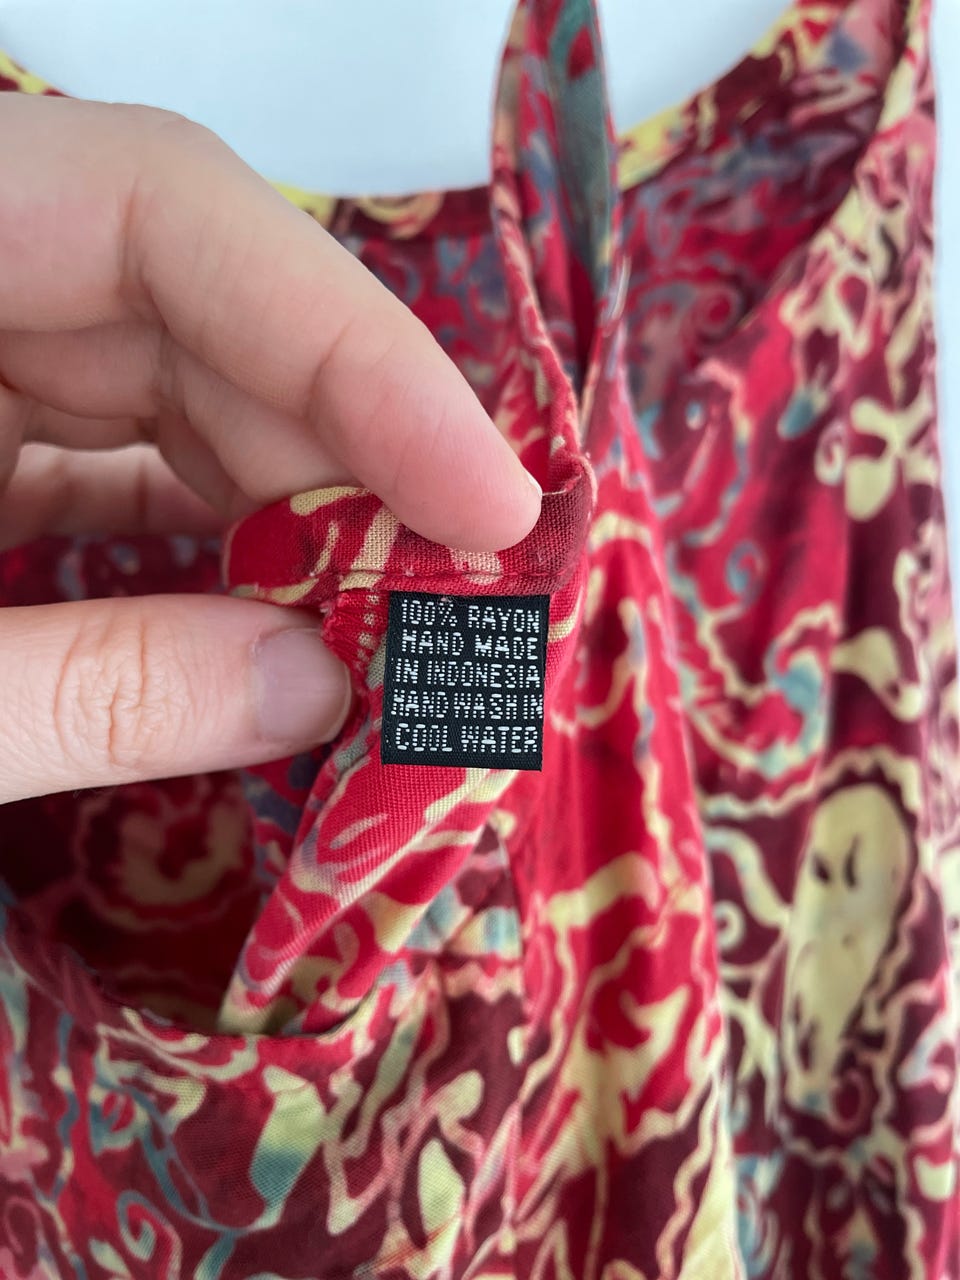 100% RAYON
HAND MADE
IN INDONESIA
HAND WASH IN
COOL WATER